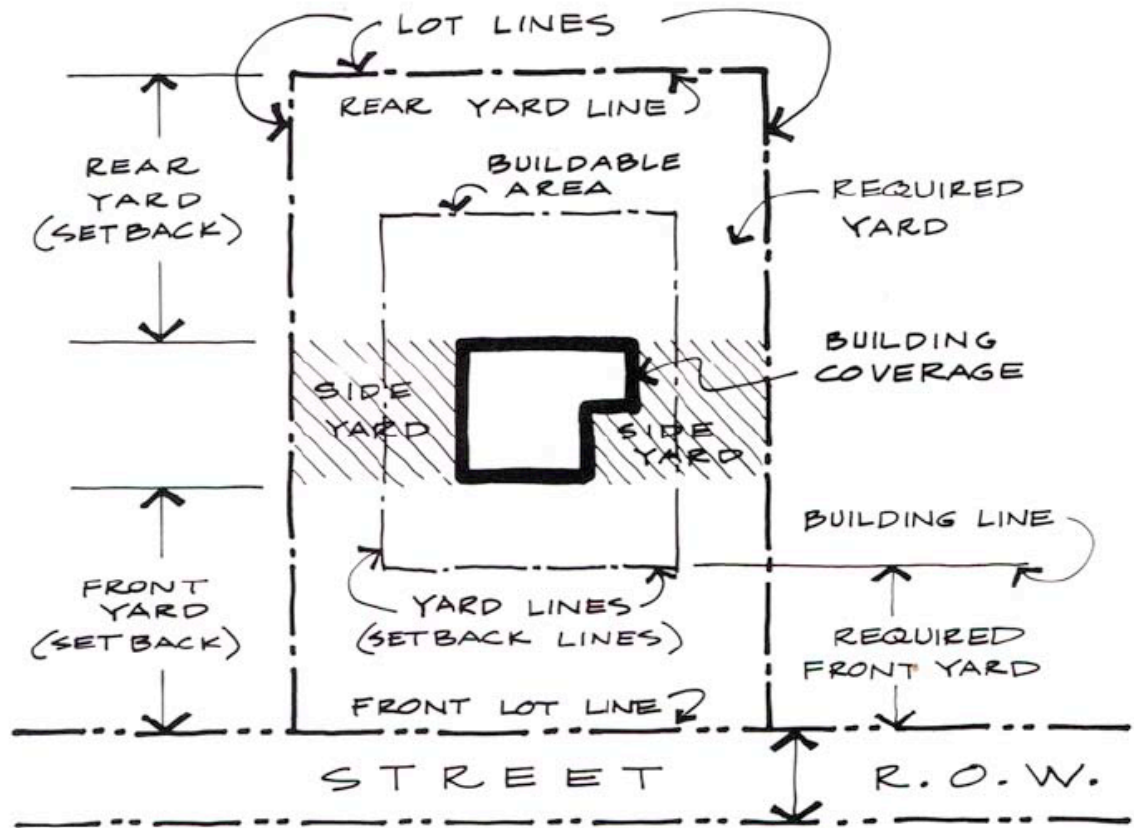 LOT LINES
REAR YARD LINE
BUILDABLE
AREA
REAR
YARD
(SETBACK)
REQUIRED
YARD
BUILDING
COVERAGE
SIDE
YARD
SIDE
YARD
BUILDING LINE
FRONT
YARD
(SETBACK)
YARD LINES
(SETBACK LINES)
REQUIRED
FRONT YARD
FRONT LOT LINE
STREET
R.O.W.